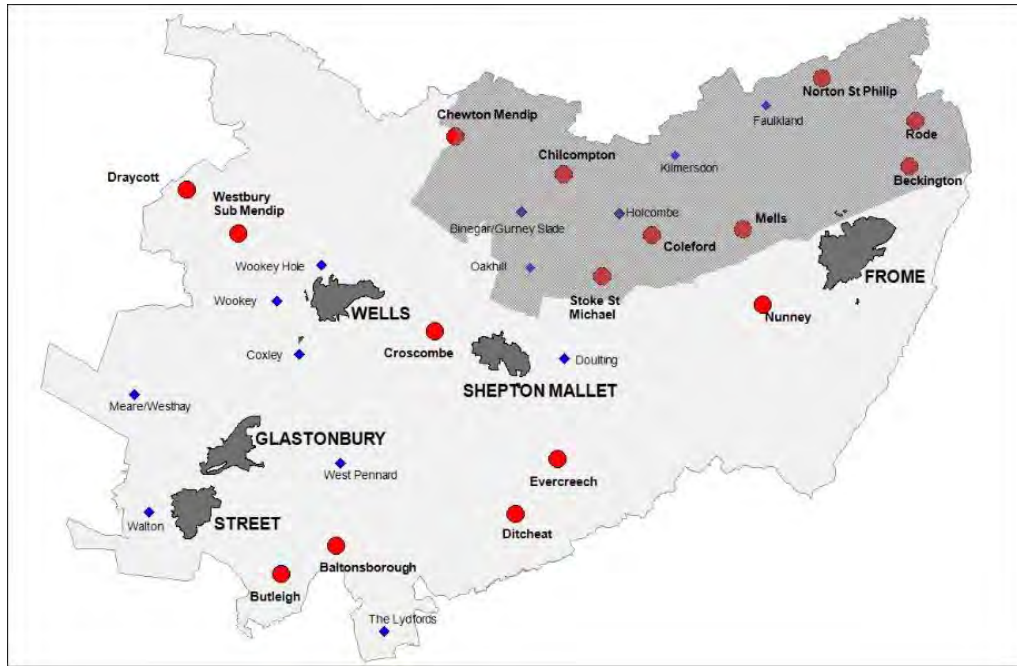 Norton St Philip
Faulkland
Chewton Mendip
Rode
Chilcompton
Kilmersdon
Beckington
Draycott
Westbury
Sub Mendip
Holcombe
Mells
Binegar/Gurney Slade
Coleford
Wookey Hole
Oakhill
FROME
Wookey
WELLS
Stoke St
Michael
Nunney
Croscombe
Coxley
Doulting
SHEPTON MALLET
Meare/Westhay
GLASTONBURY
West Pennard
Evercreech
Walton
STREET
Ditcheat
Baltonsborough
Butleigh
The Lydfords